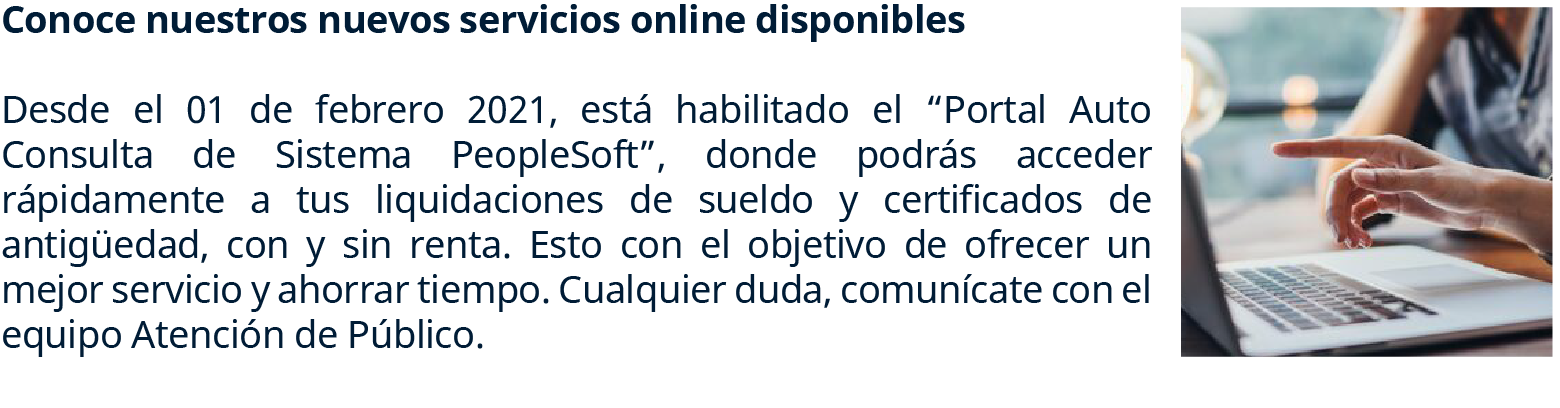 Conoce nuestros nuevos servicios online disponibles
Desde el 01 de febrero 2021, está habilitado el “Portal Auto
Consulta de Sistema PeopleSoft”, donde podrás acceder
rápidamente a tus liquidaciones de sueldo y certificados de
antigüedad, con y sin renta. Esto con el objetivo de ofrecer un
mejor servicio y ahorrar tiempo. Cualquier duda, comunícate con el
equipo Atención de Público.